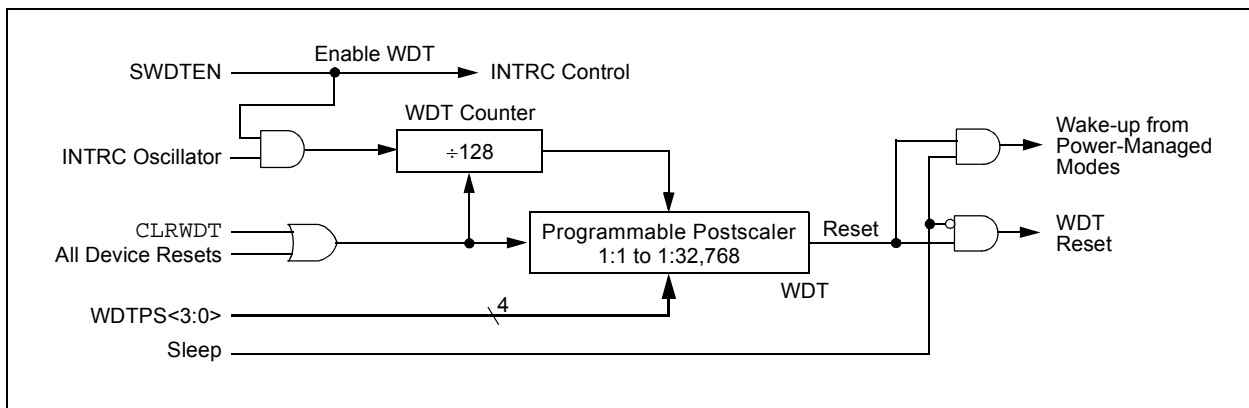 Enable WDT
SWDTEN
INTRC Control
WDT Counter
INTRC Oscillator
÷128
Wake-up from
Power-Managed
Modes
CLRWDT
All Device Resets
Programmable Postscaler
1:1 to 1:32,768
Reset
WDT
Reset
WDT
4
WDTPS<3:0>
Sleep